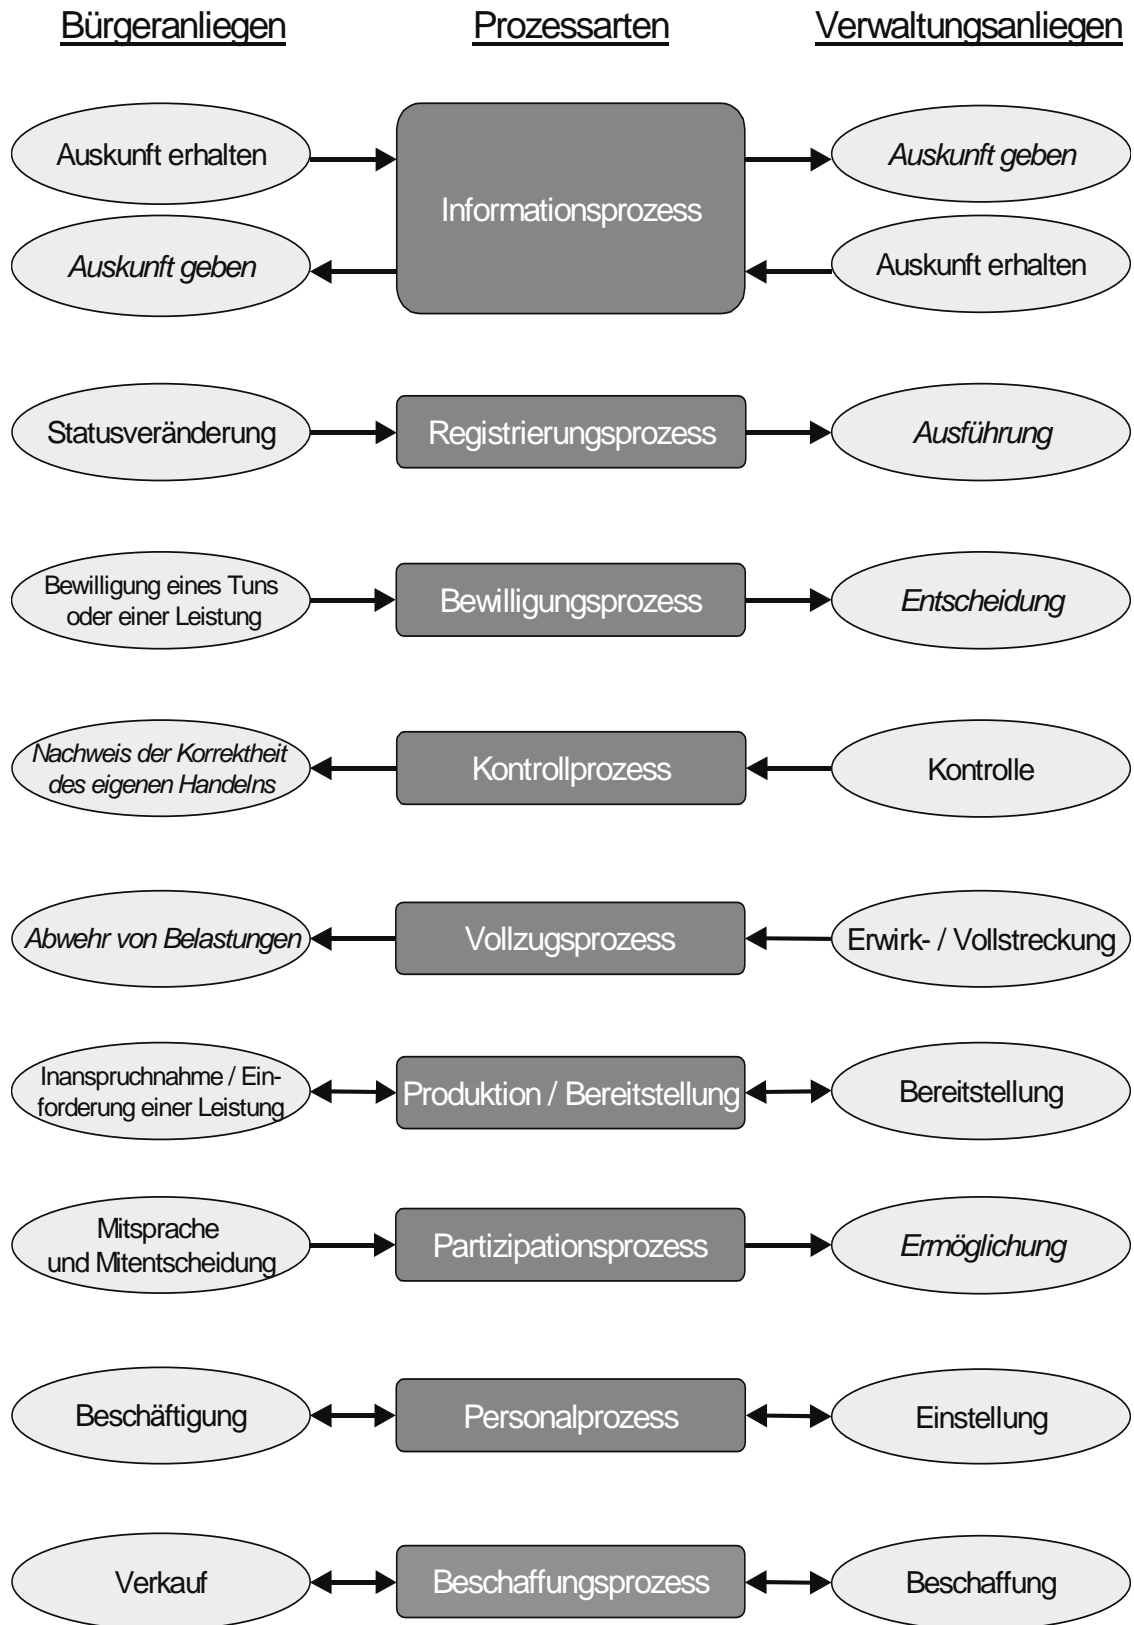 Bürgeranliegen Prozessarten Verwaltungsanliegen
Auskunft erhalten
Auskunft geben
Informationsprozess
Auskunft geben
Auskunft erhalten
Statusveränderung Registrierungsprozess Ausführung
Bewilligung eines Tuns
oder einer Leistung
Bewilligungsprozess
Entscheidung
Nachweis der Korrektheit
des eigenen Handelns
Kontrollprozess
Kontrolle
Abwehr von Belastungen Vollzugsprozess Erwirk- / Vollstreckung
Inanspruchnahme / Ein-
forderung einer Leistung
Produktion / Bereitstellung
Bereitstellung
Mitsprache
und Mitentscheidung
Partizipationsprozess
Ermöglichung
Beschäftigung Personalprozess Einstellung
Verkauf Beschaffungsprozess Beschaffung